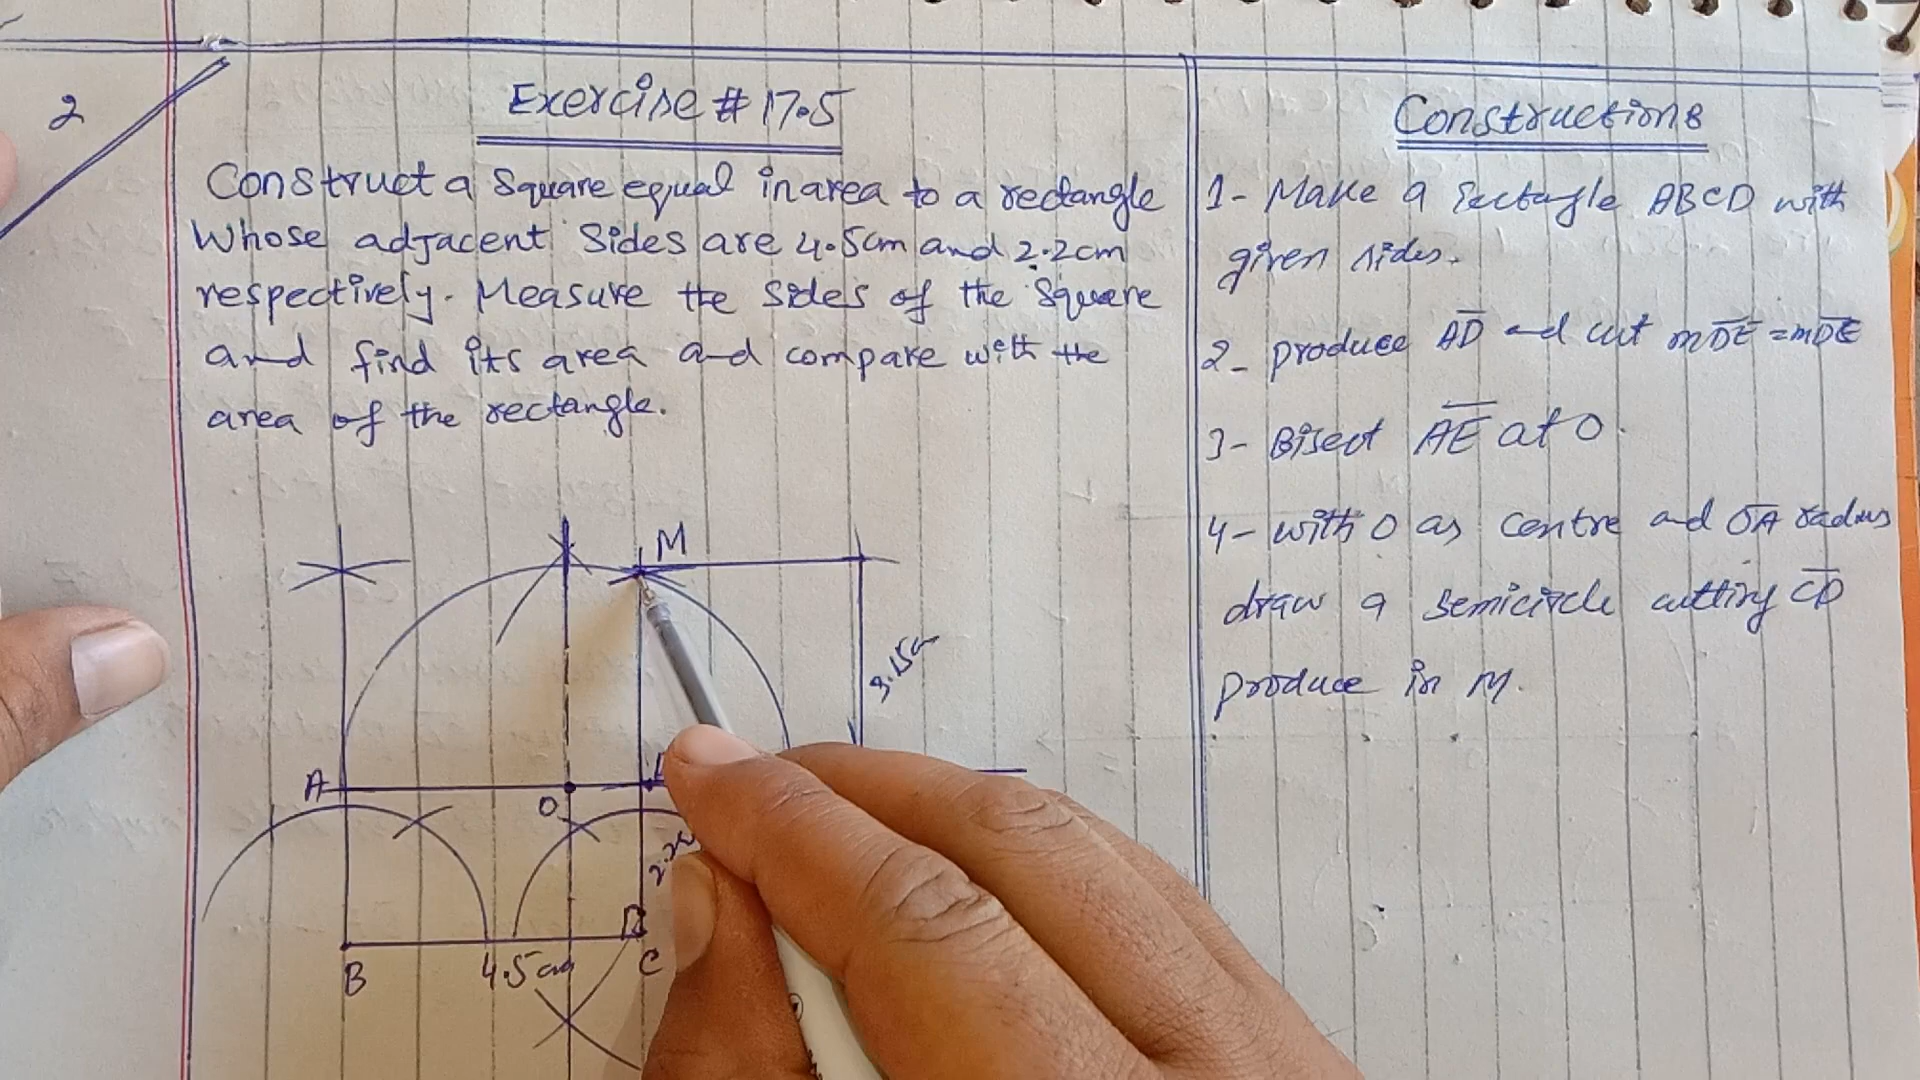 2
Exercise # 17.5
Construct a square equal in area to a rectangle
Whose adjacent Sides are 4.5cm and 2.2cm
respectively. Measure the Sides of the Square
and find its area and compare with the
area of the rectangle.
M
3.15cm
A
O
B
4.5cm
C
Constructions
1- Make a rectangle ABCD with
given sides.
2- produce AD and cut mDE = mDC
3- Bisect AE at O.
4- with O as centre and OA radius
draw a semicircle cutting CD
produce in M.